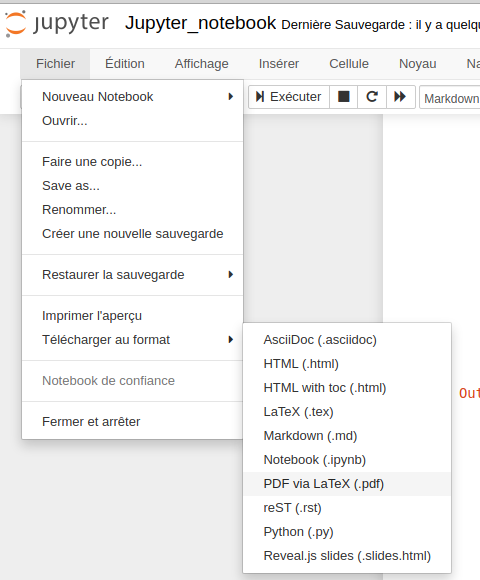 jupyter Jupyter_notebook Dernière Sauvegarde : il y a quelqu
Fichier Édition Affichage Insérer Cellule Noyau Na
Exécuter Markdown
Nouveau Notebook
Ouvrir...
Faire une copie...
Save as...
Renommer...
Créer une nouvelle sauvegarde
Restaurer la sauvegarde
Imprimer l'aperçu
Télécharger au format
Notebook de confiance
Fermer et arrêter
AsciiDoc (.asciidoc)
HTML (.html)
HTML with toc (.html)
LaTeX (.tex)
Markdown (.md)
Notebook (.ipynb)
PDF via LaTeX (.pdf)
reST (.rst)
Python (.py)
Reveal.js slides (.slides.html)
Out